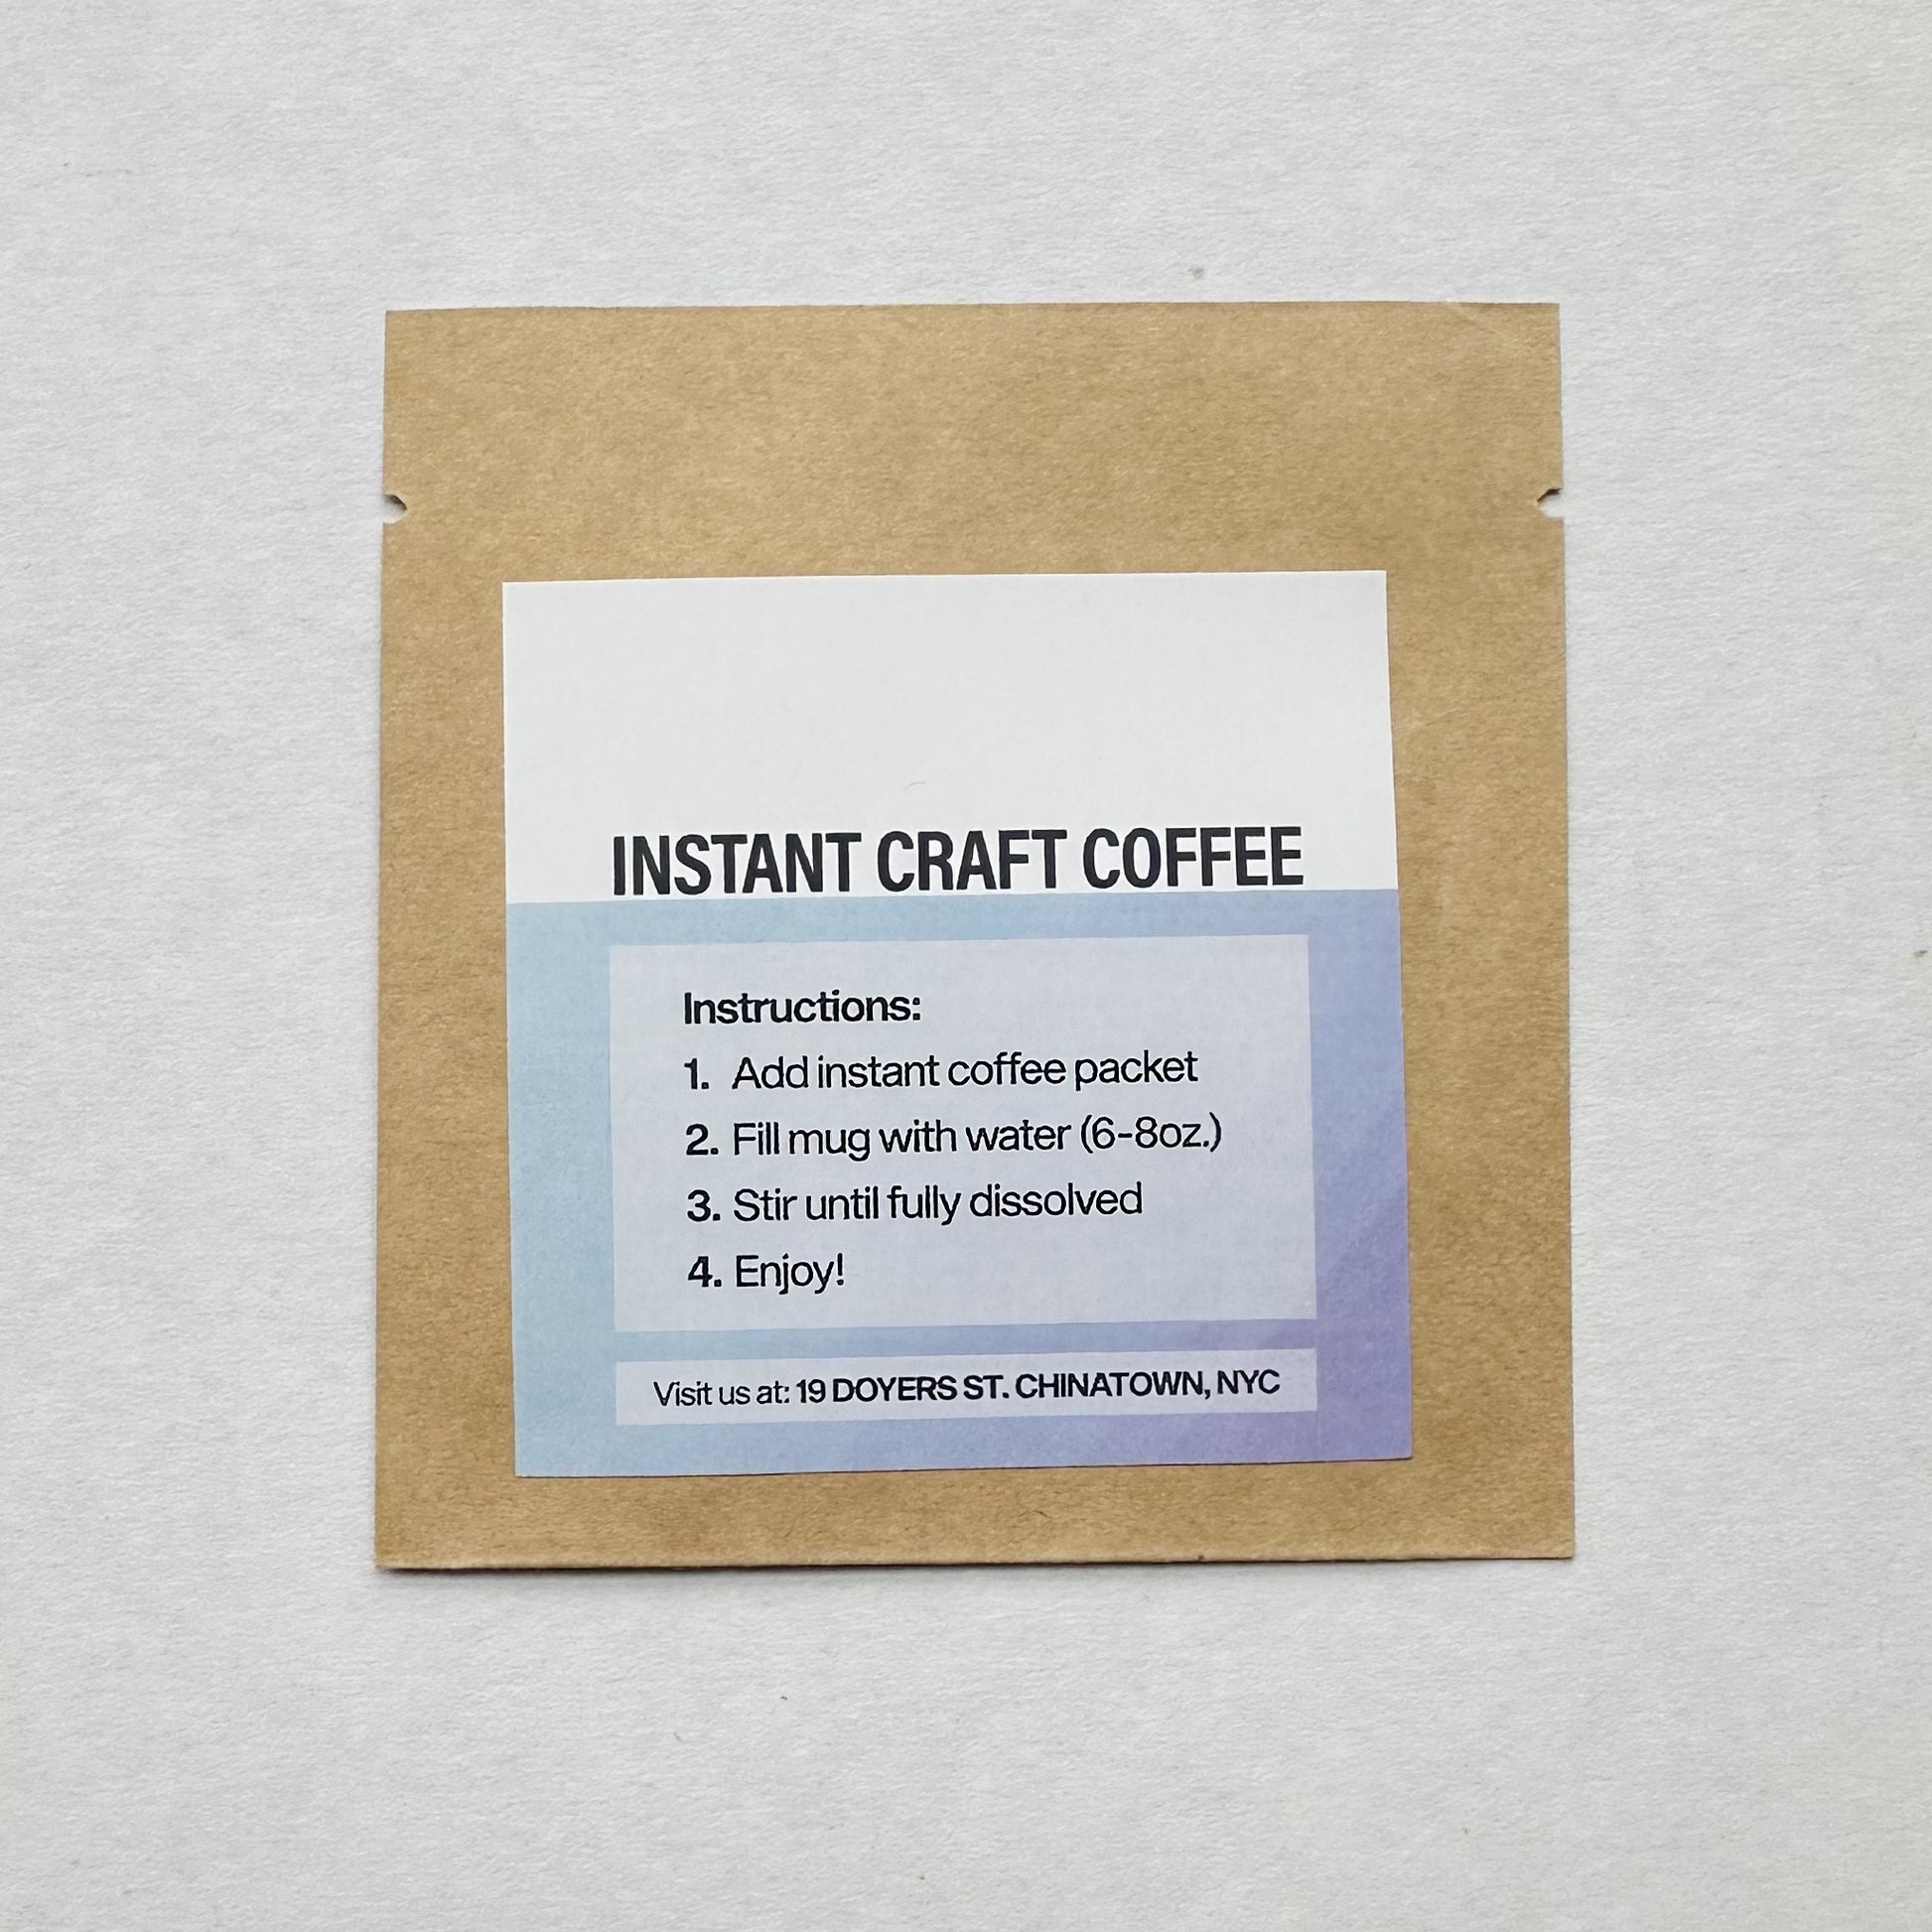 INSTANT CRAFT COFFEE
Instructions:
1. Add instant coffee packet
2. Fill mug with water (6-8oz.)
3. Stir until fully dissolved
4. Enjoy!
Visit us at: 19 DOYERS ST. CHINATOWN, NYC